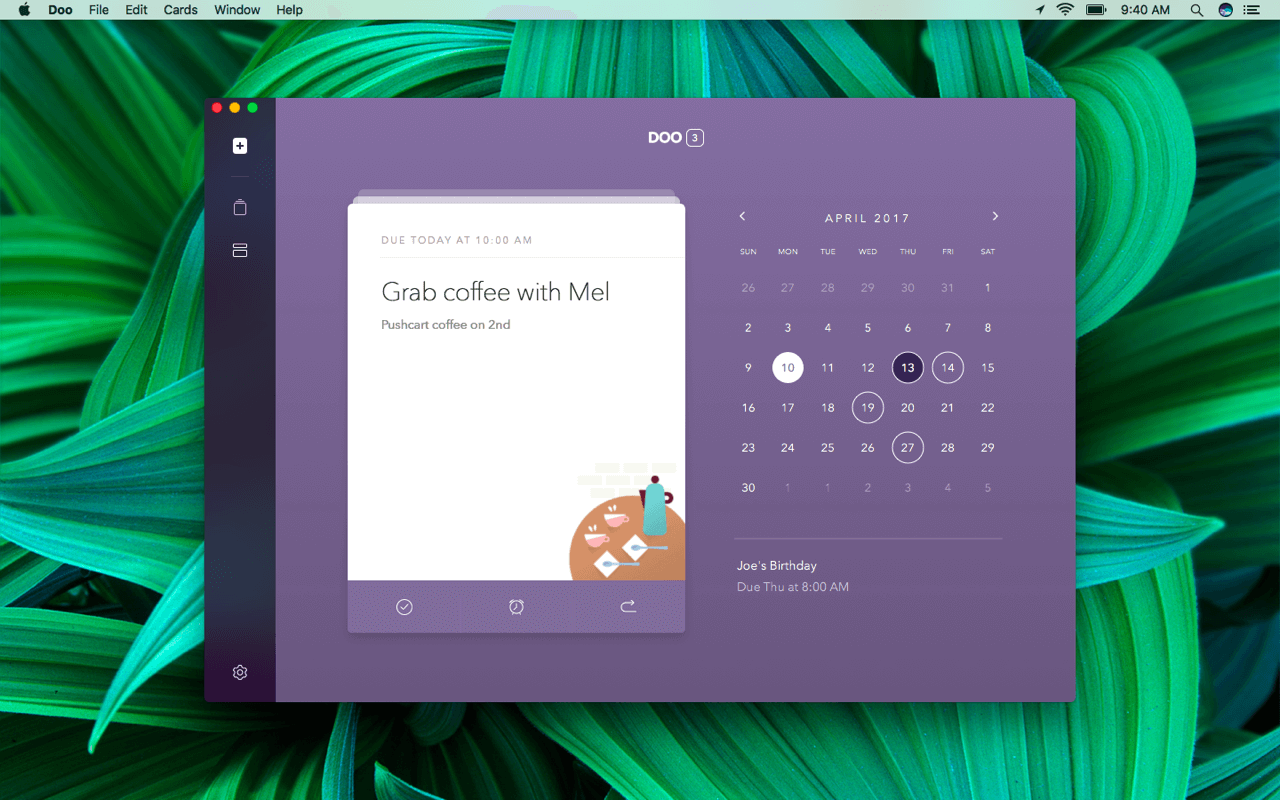 Doo File Edit Cards Window Help 9:40 AM
DOO 3
DUE TODAY AT 10:00 AM
Grab coffee with Mel
Pushcart coffee on 2nd
APRIL 2017
SUN MON TUE WED THU FRI SAT
26 27 28 29 30 31 1
2 3 4 5 6 7 8
9 10 11 12 13 14 15
16 17 18 19 20 21 22
23 24 25 26 27 28 29
30 1 1 2 3 4 5
Joe's Birthday
Due Thu at 8:00 AM